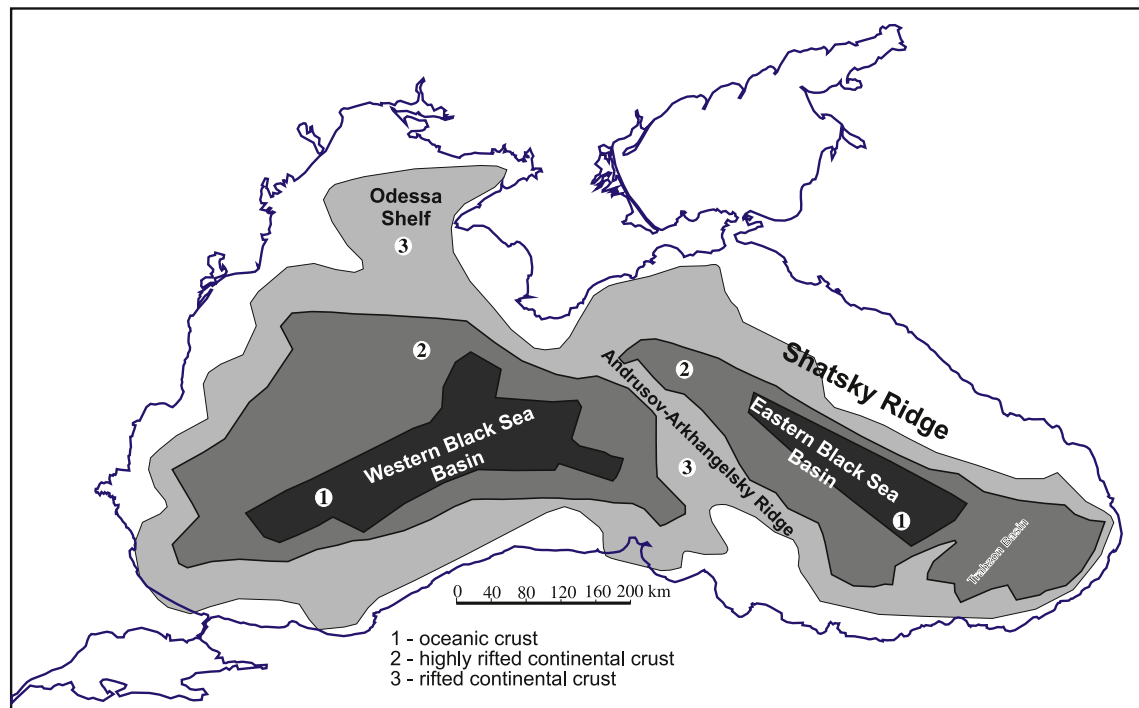 Odessa
Shelf
3
2
2
Shatsky Ridge
Andrusov-Arkhangelsky Ridge
Western Black Sea
Basin
Eastern Black Sea
Basin
3
1
1
Trabzon Basin
0 40 80 120 160 200 km
1 - oceanic crust
2 - highly rifted continental crust
3 - rifted continental crust